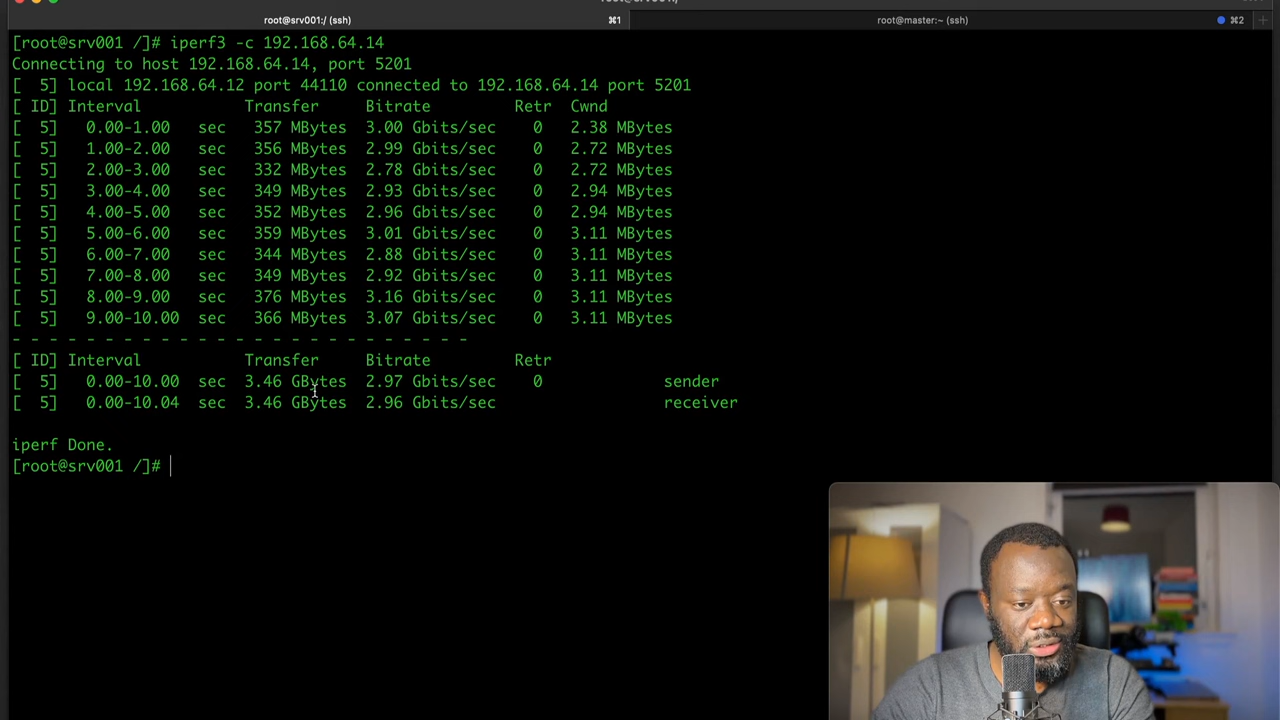 root@srv001:/ (ssh)
⌘1
root@master:~ (ssh)
⌘2
[root@srv001 /]# iperf3 -c 192.168.64.14
Connecting to host 192.168.64.14, port 5201
[  5] local 192.168.64.12 port 44110 connected to 192.168.64.14 port 5201
[ ID] Interval           Transfer     Bitrate         Retr  Cwnd
[  5]   0.00-1.00   sec   357 MBytes  3.00 Gbits/sec    0   2.38 MBytes
[  5]   1.00-2.00   sec   356 MBytes  2.99 Gbits/sec    0   2.72 MBytes
[  5]   2.00-3.00   sec   332 MBytes  2.78 Gbits/sec    0   2.72 MBytes
[  5]   3.00-4.00   sec   349 MBytes  2.93 Gbits/sec    0   2.94 MBytes
[  5]   4.00-5.00   sec   352 MBytes  2.96 Gbits/sec    0   2.94 MBytes
[  5]   5.00-6.00   sec   359 MBytes  3.01 Gbits/sec    0   3.11 MBytes
[  5]   6.00-7.00   sec   344 MBytes  2.88 Gbits/sec    0   3.11 MBytes
[  5]   7.00-8.00   sec   349 MBytes  2.92 Gbits/sec    0   3.11 MBytes
[  5]   8.00-9.00   sec   376 MBytes  3.16 Gbits/sec    0   3.11 MBytes
[  5]   9.00-10.00  sec   366 MBytes  3.07 Gbits/sec    0   3.11 MBytes
- - - - - - - - - - - - - - - - - - - - - - - - -
[ ID] Interval           Transfer     Bitrate         Retr
[  5]   0.00-10.00  sec  3.46 GBytes  2.97 Gbits/sec    0             sender
[  5]   0.00-10.04  sec  3.46 GBytes  2.96 Gbits/sec                  receiver
iperf Done.
[root@srv001 /]#